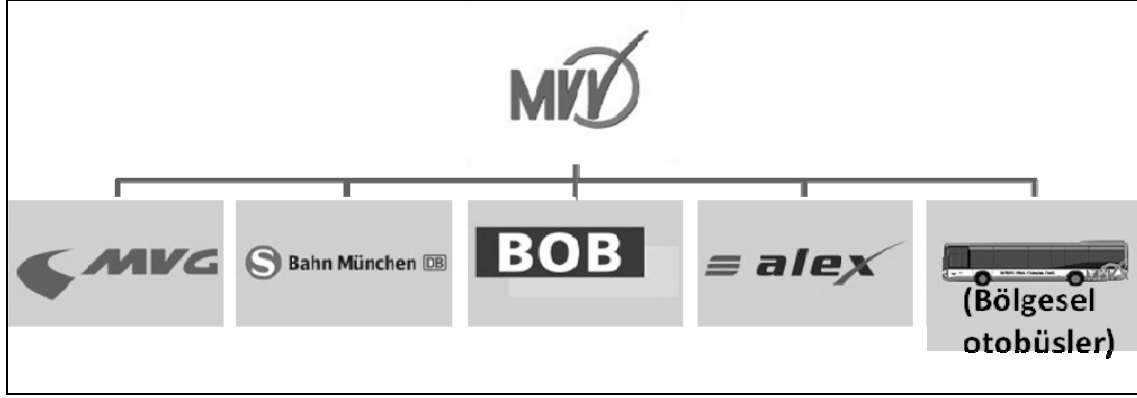 MVV
MVG
S Bahn München DB
BOB
alex
(Bölgesel
otobüsler)